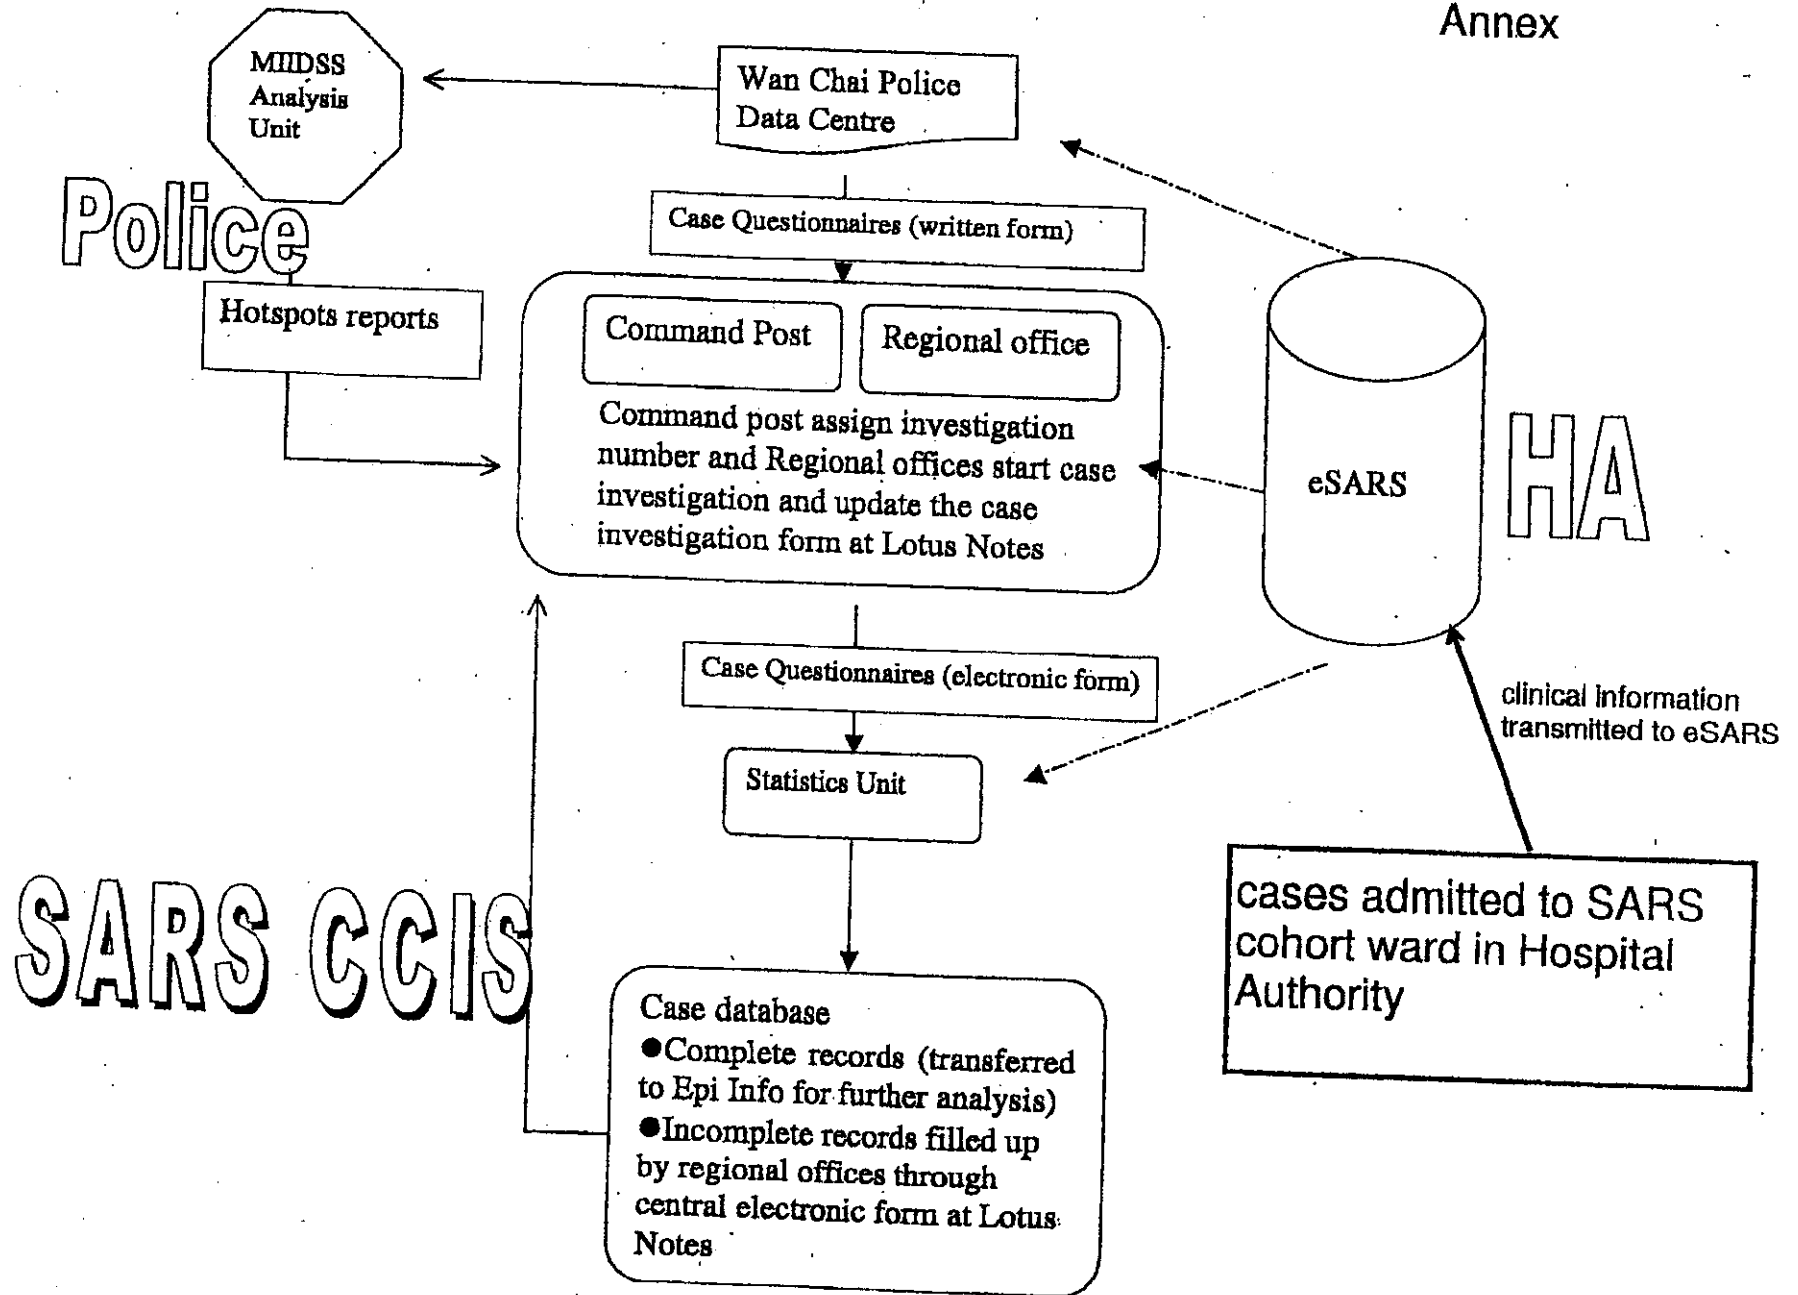 Annex
MIIDSS
Analysis
Unit
Wan Chai Police
Data Centre
Police
Case Questionnaires (written form)
Hotspots reports
Command Post
Regional office
Command post assign investigation
number and Regional offices start case
investigation and update the case
investigation form at Lotus Notes
eSARS
HA
Case Questionnaires (electronic form)
clinical information
transmitted to eSARS
Statistics Unit
SARS CCIS
cases admitted to SARS
cohort ward in Hospital
Authority
Case database
●Complete records (transferred
to Epi Info for further analysis)
●Incomplete records filled up
by regional offices through
central electronic form at Lotus
Notes